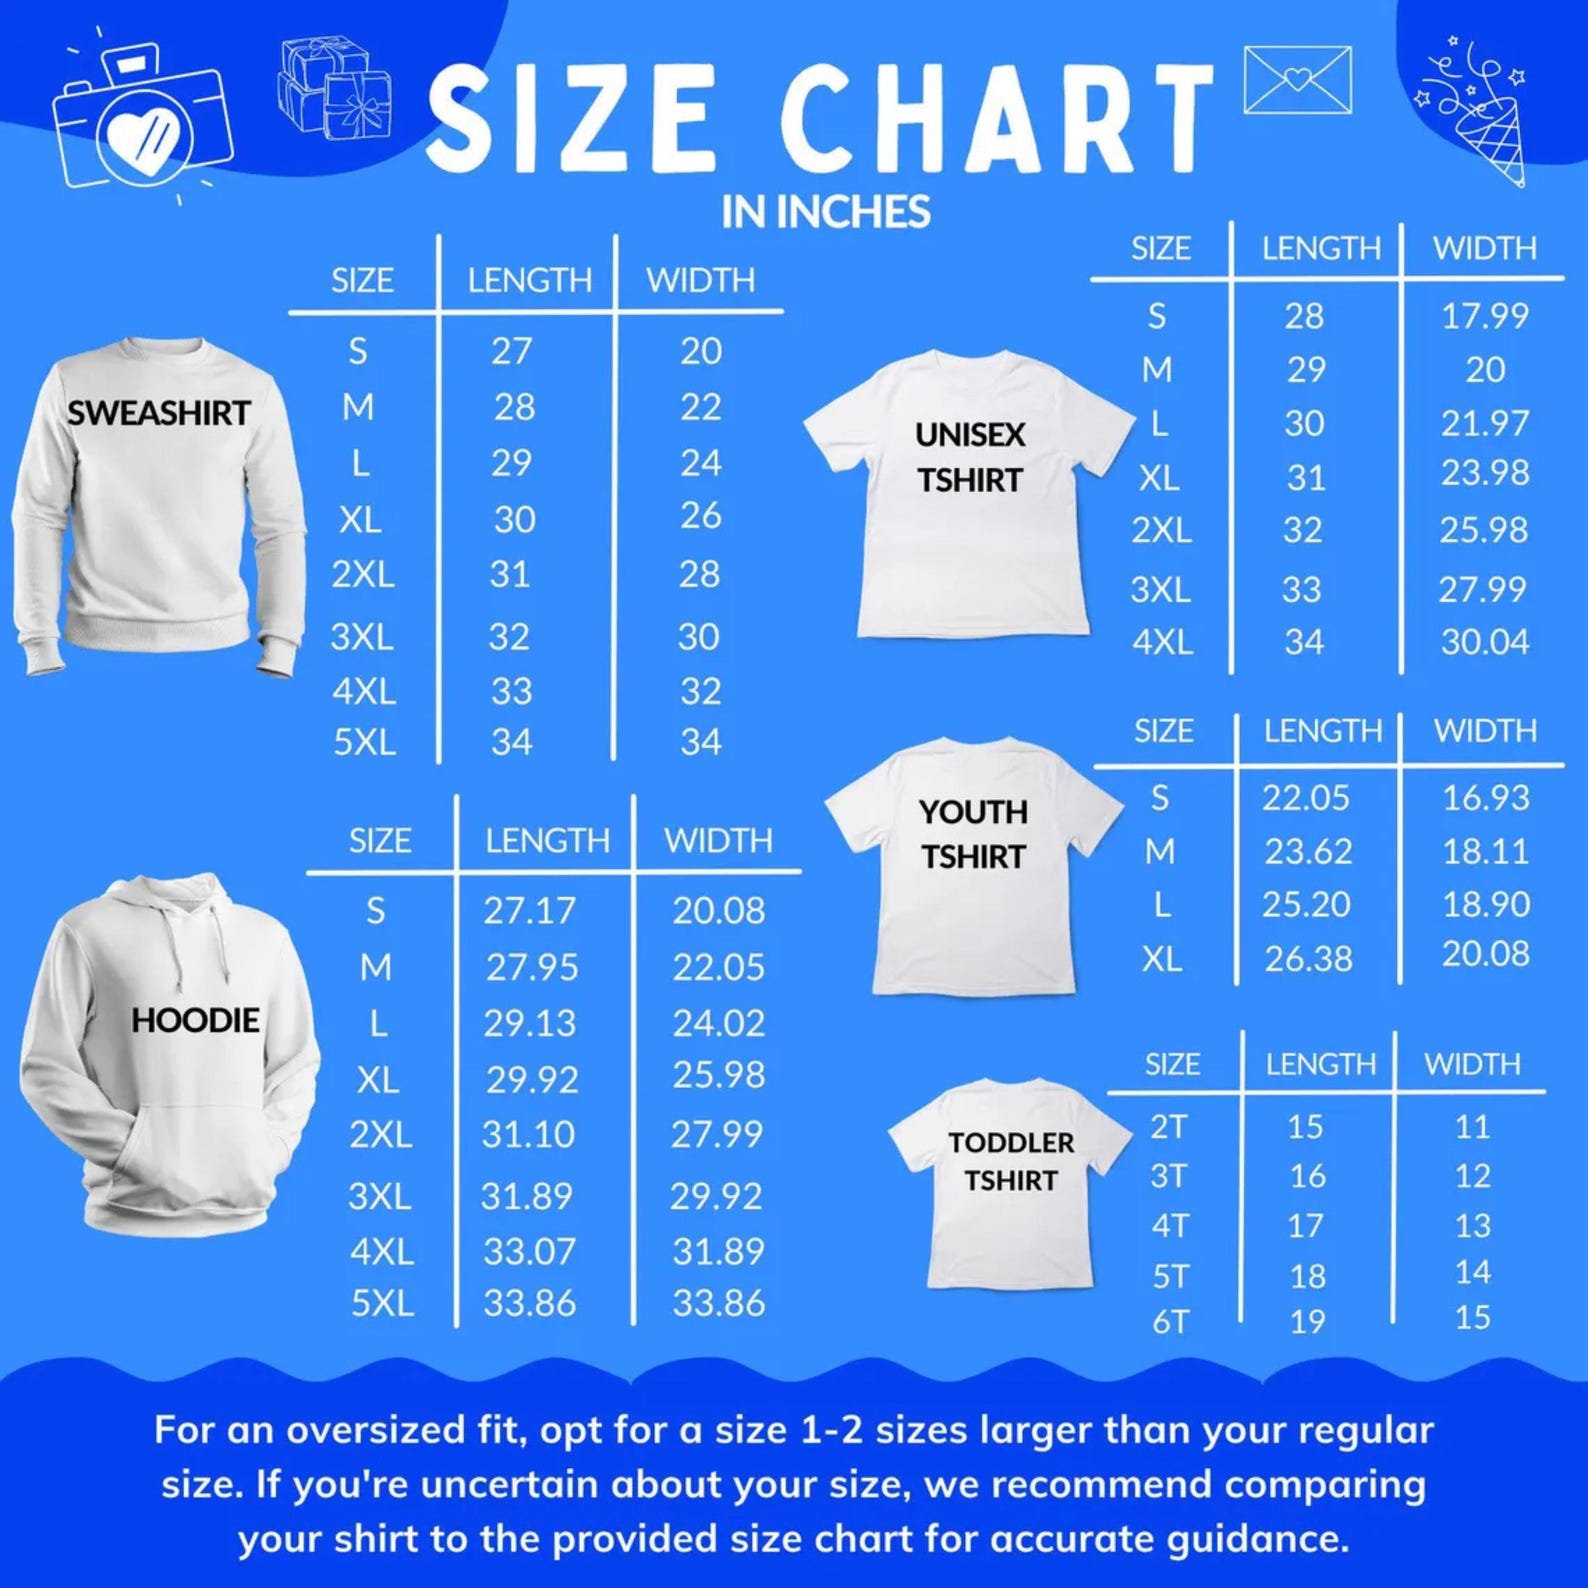 SIZE CHART
IN INCHES
SWEASHIRT
SIZE LENGTH WIDTH
S 27 20
M 28 22
L 29 24
XL 30 26
2XL 31 28
3XL 32 30
4XL 33 32
5XL 34 34
HOODIE
SIZE LENGTH WIDTH
S 27.17 20.08
M 27.95 22.05
L 29.13 24.02
XL 29.92 25.98
2XL 31.10 27.99
3XL 31.89 29.92
4XL 33.07 31.89
5XL 33.86 33.86
UNISEX
TSHIRT
SIZE LENGTH WIDTH
S 28 17.99
M 29 20
L 30 21.97
XL 31 23.98
2XL 32 25.98
3XL 33 27.99
4XL 34 30.04
YOUTH
TSHIRT
SIZE LENGTH WIDTH
S 22.05 16.93
M 23.62 18.11
L 25.20 18.90
XL 26.38 20.08
TODDLER
TSHIRT
SIZE LENGTH WIDTH
2T 15 11
3T 16 12
4T 17 13
5T 18 14
6T 19 15
For an oversized fit, opt for a size 1-2 sizes larger than your regular
size. If you're uncertain about your size, we recommend comparing
your shirt to the provided size chart for accurate guidance.